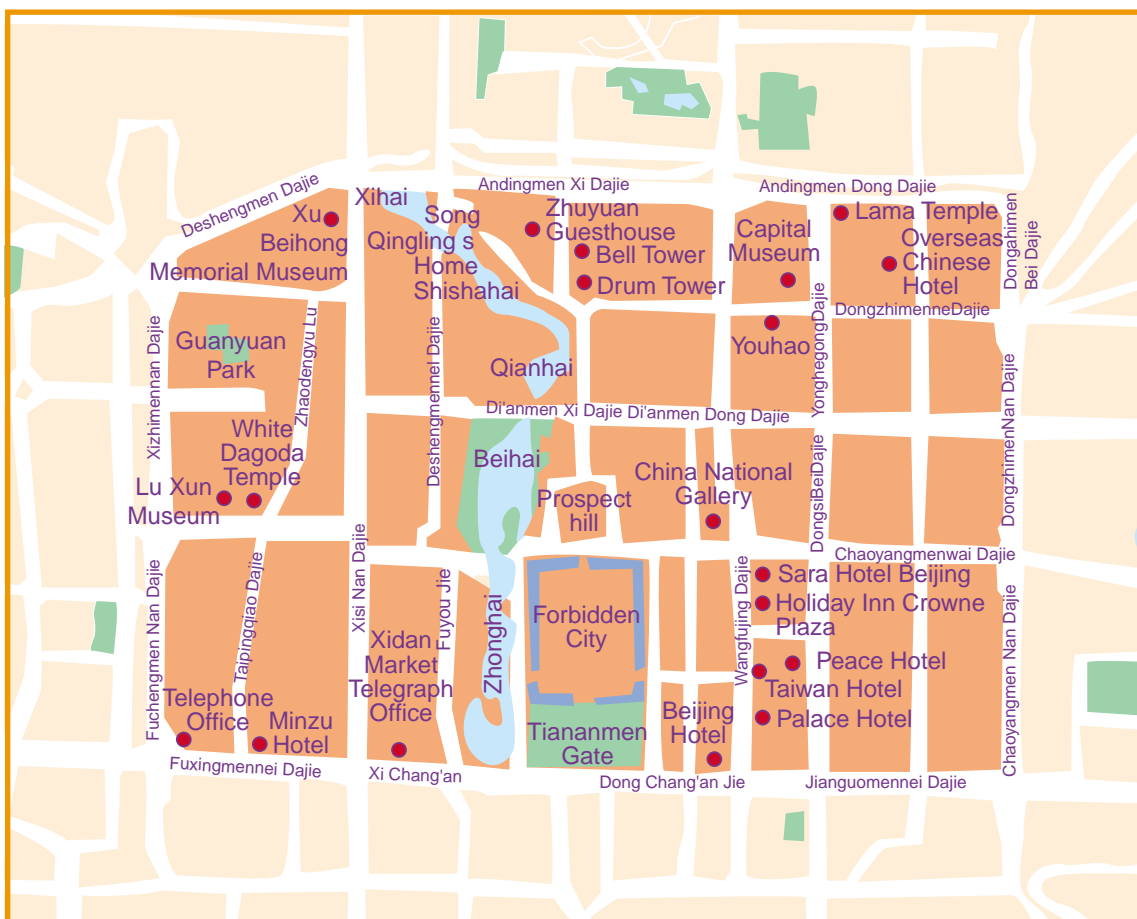 Andingmen Xi Dajie
Andingmen Dong Dajie
Deshengmen Dajie
Xihai
Xu
Beihong
Memorial Museum
Song
Qingling s
Home
Shishahai
Zhuyuan
Guesthouse
Bell Tower
Drum Tower
Capital
Museum
Lama Temple
Overseas
Chinese
Hotel
Dongahimen
Bei Dajie
DongzhimenneDajie
Youhao
YonghegongDajie
Guanyuan
Park
Xizhimennan Dajie
Zhaodengyu Lu
Deshengmennel Dajie
Qianhai
Di'anmen Xi Dajie Di'anmen Dong Dajie
DongzhimenNan Dajie
White
Dagoda
Temple
Lu Xun
Museum
Beihai
Prospect
hill
China National
Gallery
DongsiBeiDajie
Chaoyangmenwai Dajie
Fuchengmen Nan Dajie
Taipingqiao Dajie
Xisi Nan Dajie
Fuyou Jie
Zhonghai
Forbidden
City
Wangfujing Dajie
Sara Hotel Beijing
Holiday Inn Crowne
Plaza
Peace Hotel
Taiwan Hotel
Palace Hotel
Chaoyangmen Nan Dajie
Xidan
Market
Telegraph
Office
Telephone
Office
Minzu
Hotel
Tiananmen
Gate
Beijing
Hotel
Fuxingmennei Dajie
Xi Chang'an
Dong Chang'an Jie
Jianguomennei Dajie